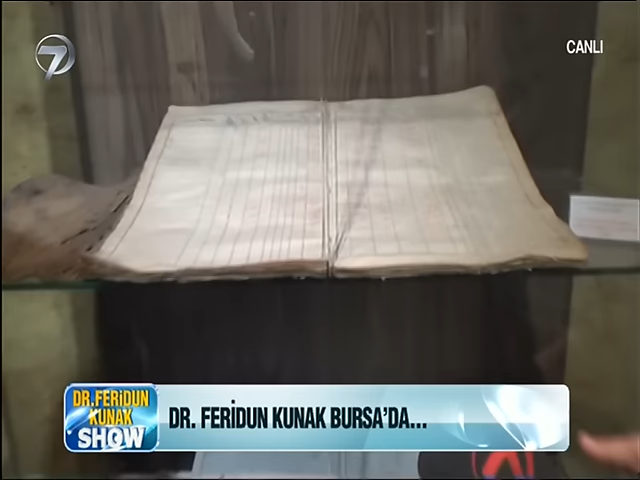 7
CANLI
DR.FERİDUN
KUNAK
SHOW
DR. FERİDUN KUNAK BURSA'DA...